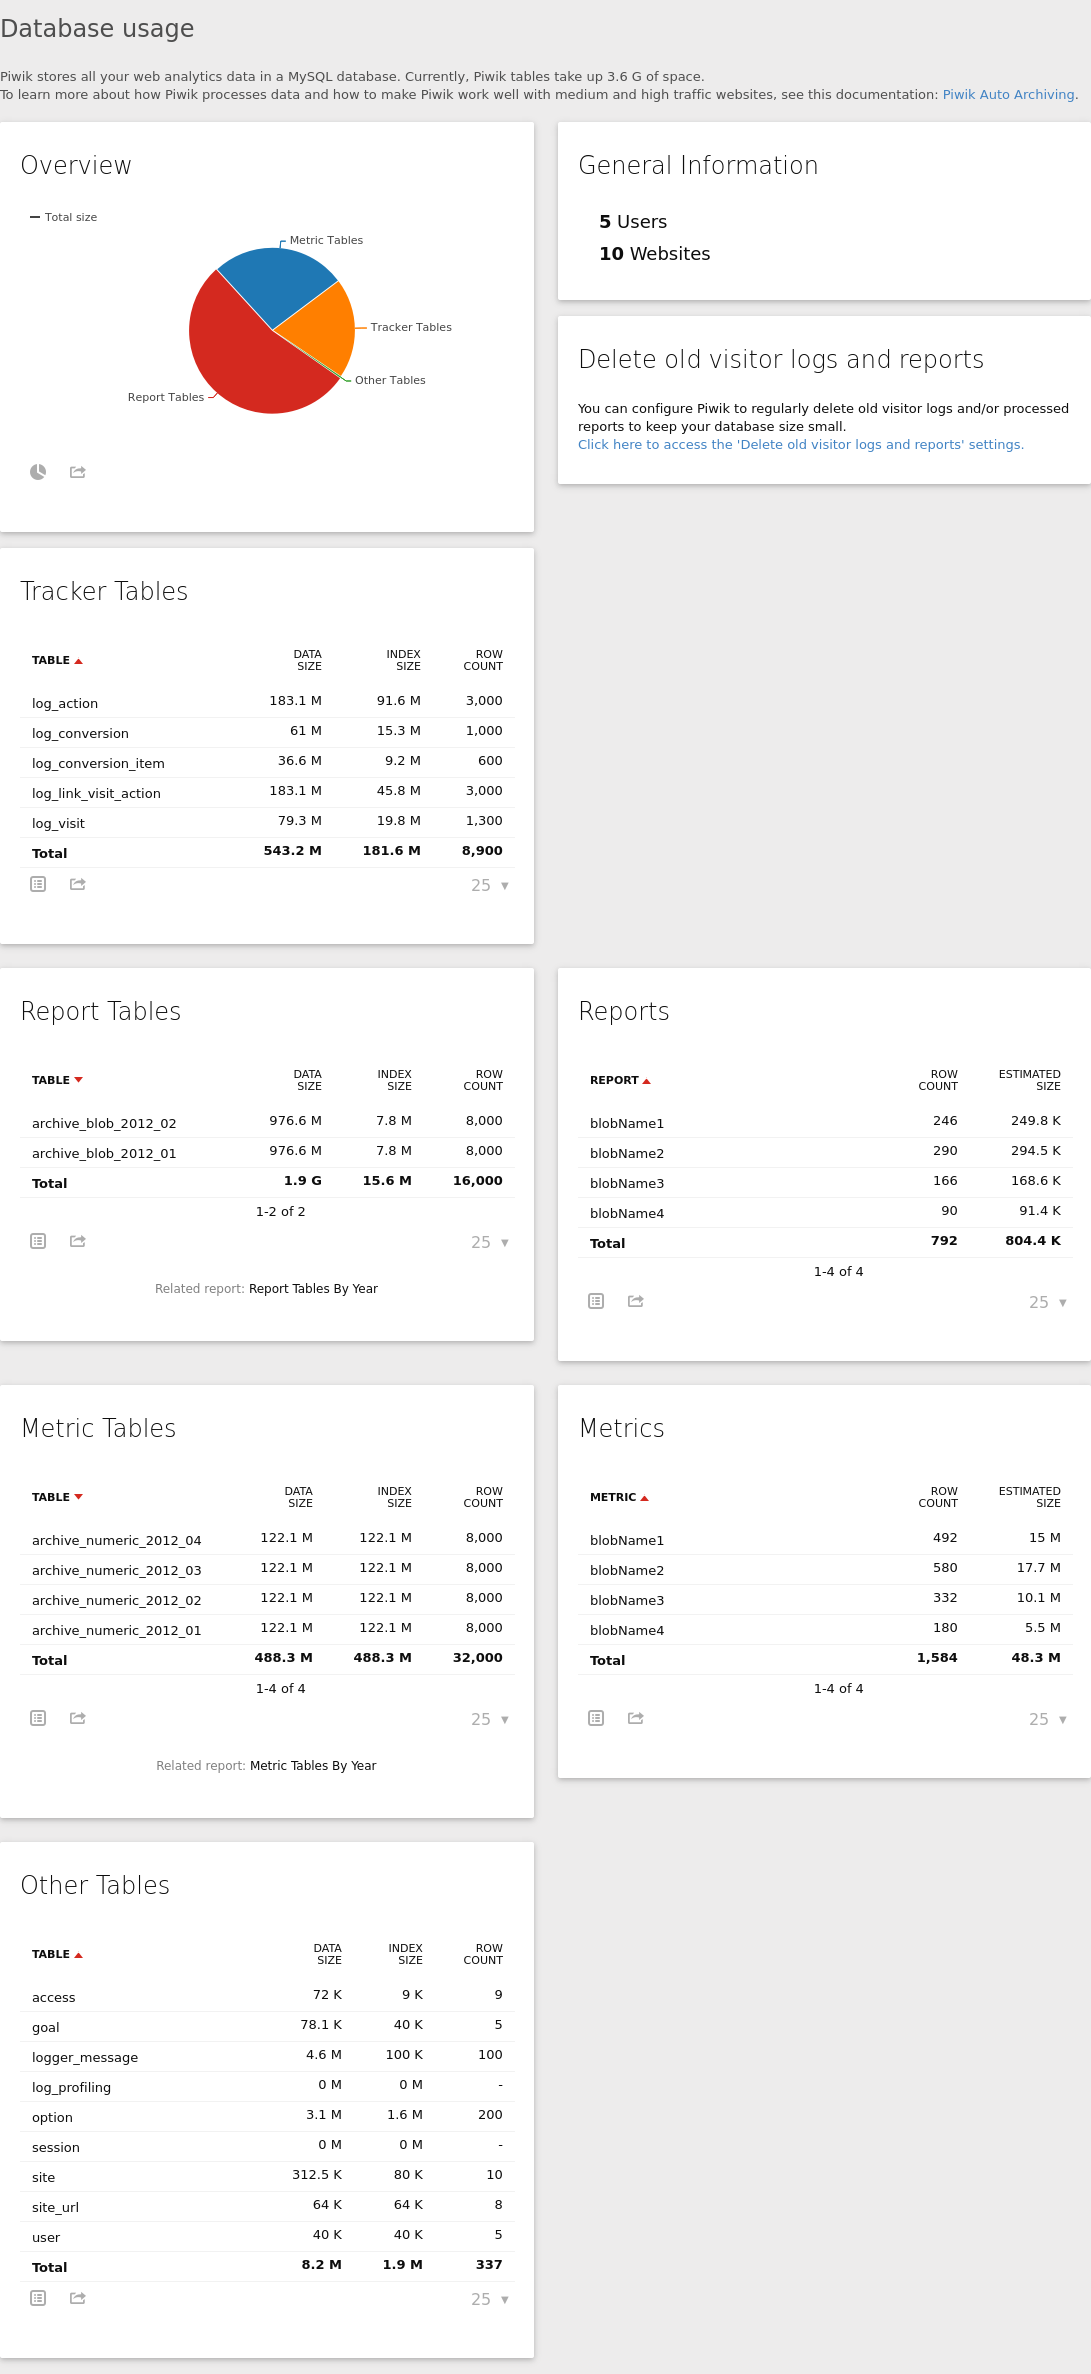 Database usage
Piwik stores all your web analytics data in a MySQL database. Currently, Piwik tables take up 3.6 G of space.
To learn more about how Piwik processes data and how to make Piwik work well with medium and high traffic websites, see this documentation: Piwik Auto Archiving.
Overview
Total size
Metric Tables
Tracker Tables
Other Tables
Report Tables
General Information
5 Users
10 Websites
Delete old visitor logs and reports
You can configure Piwik to regularly delete old visitor logs and/or processed
reports to keep your database size small.
Click here to access the 'Delete old visitor logs and reports' settings.
Tracker Tables
TABLE DATA SIZE INDEX SIZE ROW COUNT
log_action 183.1 M 91.6 M 3,000
log_conversion 61 M 15.3 M 1,000
log_conversion_item 36.6 M 9.2 M 600
log_link_visit_action 183.1 M 45.8 M 3,000
log_visit 79.3 M 19.8 M 1,300
Total 543.2 M 181.6 M 8,900
25
Report Tables
TABLE DATA SIZE INDEX SIZE ROW COUNT
archive_blob_2012_02 976.6 M 7.8 M 8,000
archive_blob_2012_01 976.6 M 7.8 M 8,000
Total 1.9 G 15.6 M 16,000
1-2 of 2
25
Related report: Report Tables By Year
Reports
REPORT ROW COUNT ESTIMATED SIZE
blobName1 246 249.8 K
blobName2 290 294.5 K
blobName3 166 168.6 K
blobName4 90 91.4 K
Total 792 804.4 K
1-4 of 4
25
Metric Tables
TABLE DATA SIZE INDEX SIZE ROW COUNT
archive_numeric_2012_04 122.1 M 122.1 M 8,000
archive_numeric_2012_03 122.1 M 122.1 M 8,000
archive_numeric_2012_02 122.1 M 122.1 M 8,000
archive_numeric_2012_01 122.1 M 122.1 M 8,000
Total 488.3 M 488.3 M 32,000
1-4 of 4
25
Related report: Metric Tables By Year
Metrics
METRIC ROW COUNT ESTIMATED SIZE
blobName1 492 15 M
blobName2 580 17.7 M
blobName3 332 10.1 M
blobName4 180 5.5 M
Total 1,584 48.3 M
1-4 of 4
25
Other Tables
TABLE DATA SIZE INDEX SIZE ROW COUNT
access 72 K 9 K 9
goal 78.1 K 40 K 5
logger_message 4.6 M 100 K 100
log_profiling 0 M 0 M -
option 3.1 M 1.6 M 200
session 0 M 0 M -
site 312.5 K 80 K 10
site_url 64 K 64 K 8
user 40 K 40 K 5
Total 8.2 M 1.9 M 337
25